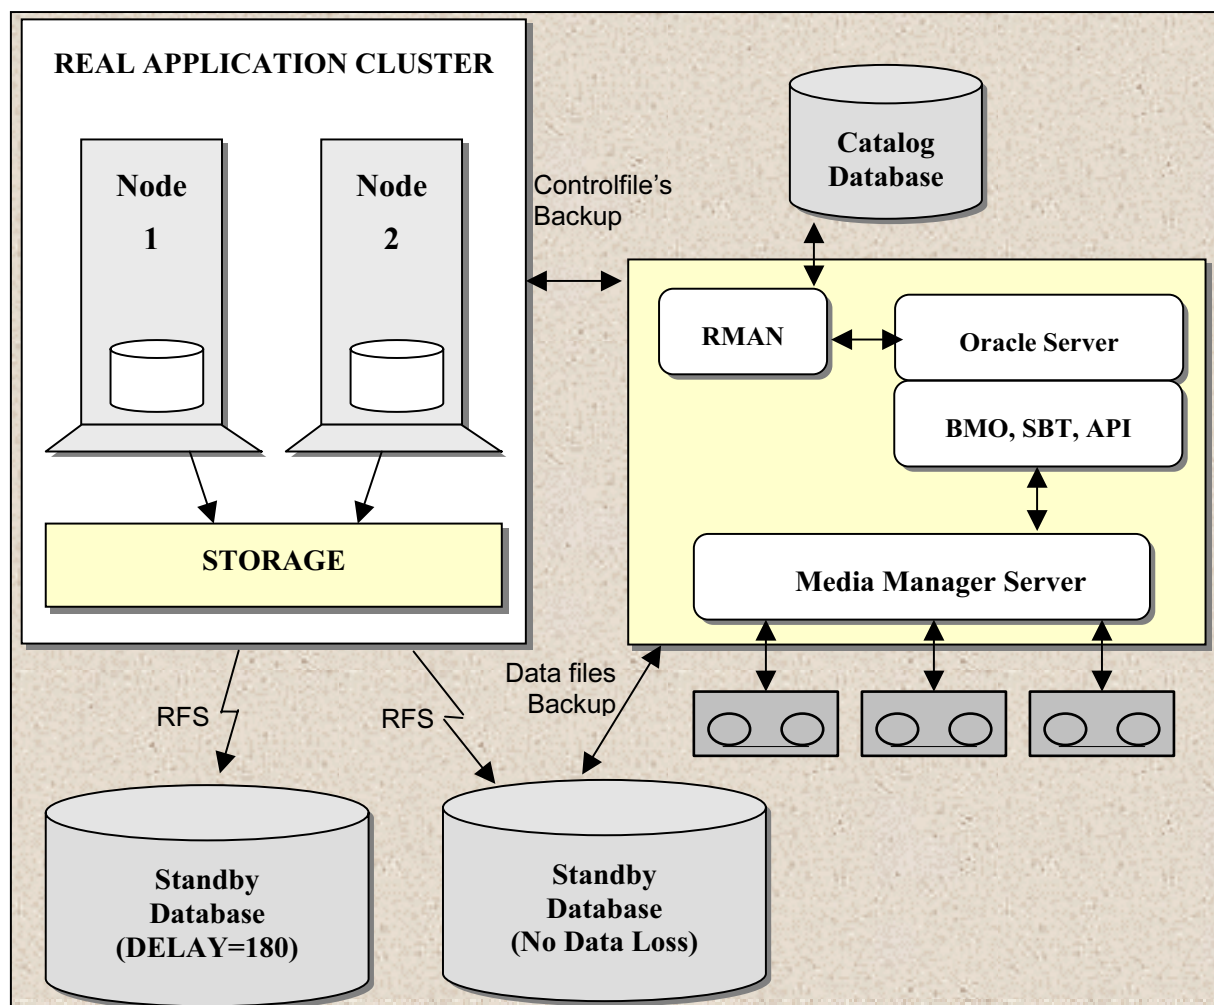 REAL APPLICATION CLUSTER
Node
1
Node
2
STORAGE
Controlfile's
Backup
Catalog
Database
RMAN
Oracle Server
BMO, SBT, API
Media Manager Server
Data files
Backup
RFS
RFS
Standby
Database
(DELAY=180)
Standby
Database
(No Data Loss)